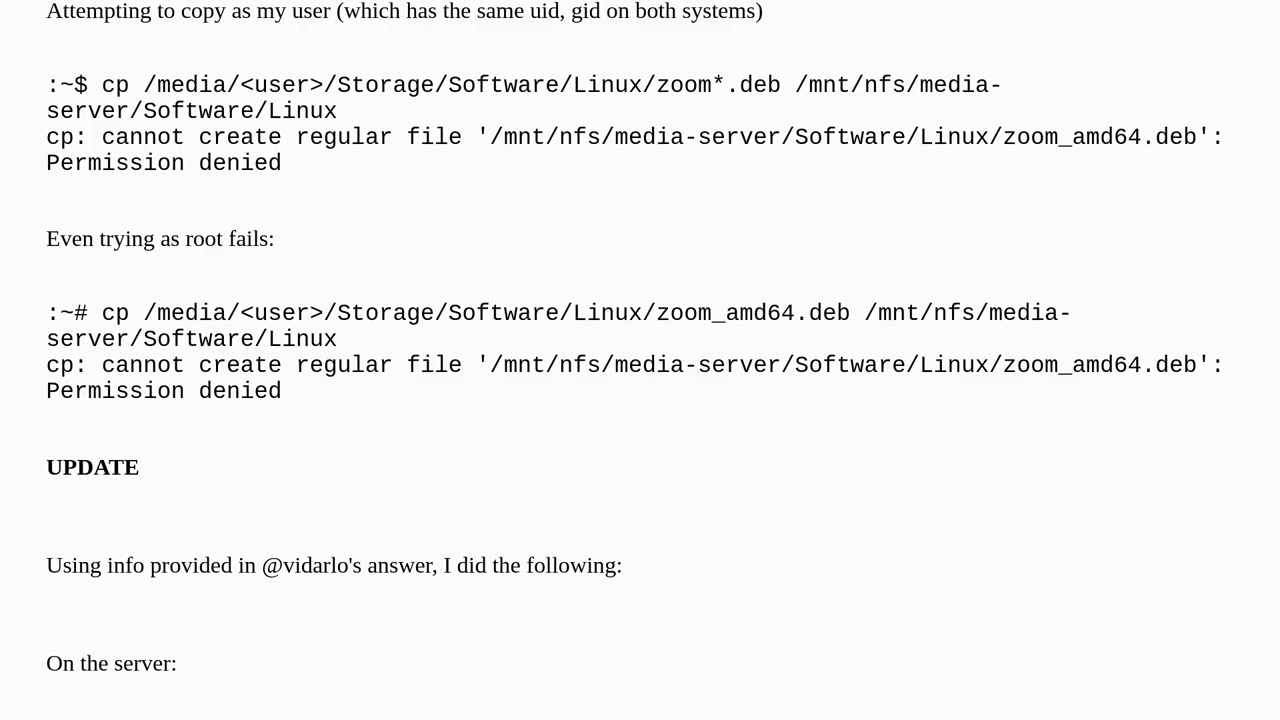 Attempting to copy as my user (which has the same uid, gid on both systems)
:~$ cp /media/<user>/Storage/Software/Linux/zoom*.deb /mnt/nfs/media-
server/Software/Linux
cp: cannot create regular file '/mnt/nfs/media-server/Software/Linux/zoom_amd64.deb':
Permission denied
Even trying as root fails:
:~# cp /media/<user>/Storage/Software/Linux/zoom_amd64.deb /mnt/nfs/media-
server/Software/Linux
cp: cannot create regular file '/mnt/nfs/media-server/Software/Linux/zoom_amd64.deb':
Permission denied
UPDATE
Using info provided in @vidarlo's answer, I did the following:
On the server: